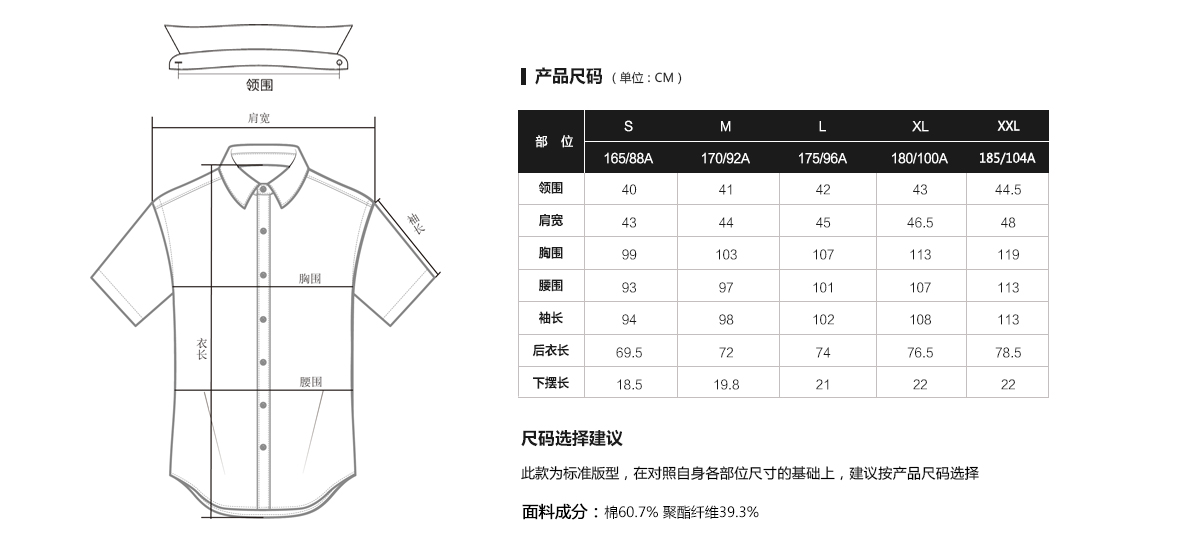 领围
肩宽
袖长
胸围
衣长
腰围
产品尺码 (单位:CM)
部 位 S M L XL XXL
165/88A 170/92A 175/96A 180/100A 185/104A
领围 40 41 42 43 44.5
肩宽 43 44 45 46.5 48
胸围 99 103 107 113 119
腰围 93 97 101 107 113
袖长 94 98 102 108 113
后衣长 69.5 72 74 76.5 78.5
下摆长 18.5 19.8 21 22 22
尺码选择建议
此款为标准版型，在对照自身各部位尺寸的基础上，建议按产品尺码选择
面料成分：棉60.7% 聚酯纤维39.3%